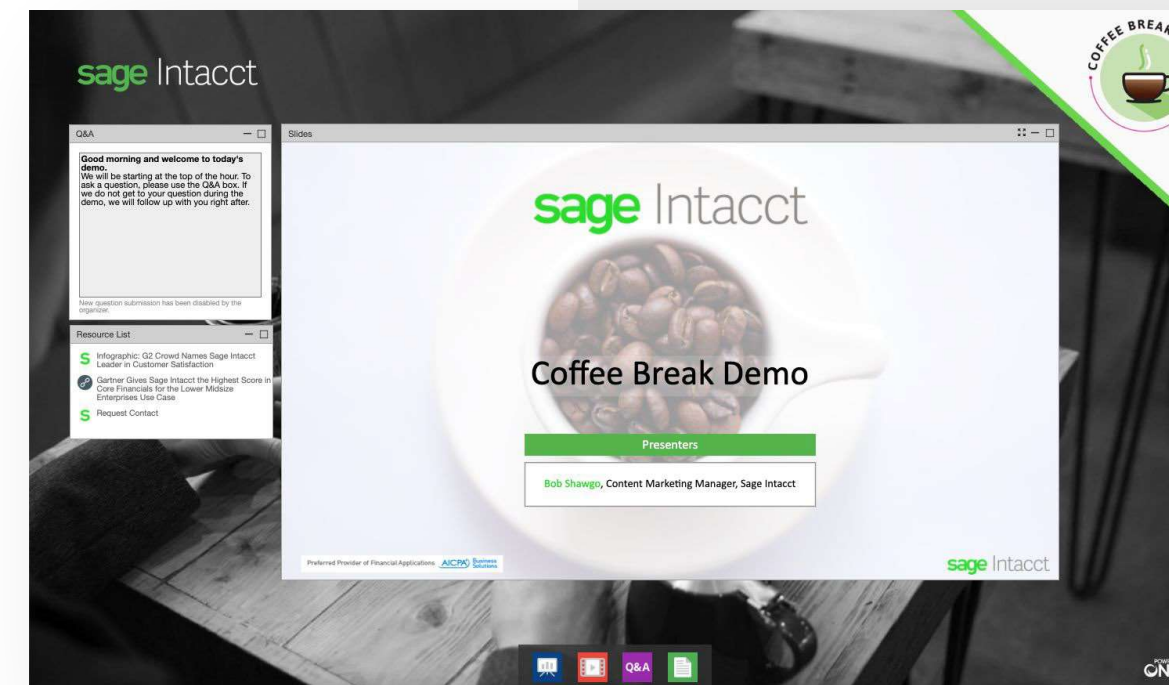 sage Intacct
COFFEE BREAK
Q&A
Good morning and welcome to today's
demo.
We will be starting at the top of the hour. To
ask a question, please use the Q&A box. If
we do not get to your question during the
demo, we will follow up with you right after.
New question submission has been disabled by the
organizer.
Resource List
Infographic: G2 Crowd Names Sage Intacct
Leader in Customer Satisfaction
Gartner Gives Sage Intacct the Highest Score in
Core Financials for the Lower Midsize
Enterprises Use Case
Request Contact
Slides
sage Intacct
Coffee Break Demo
Presenters
Bob Shawgo, Content Marketing Manager, Sage Intacct
Preferred Provider of Financial Applications AICPA Business
Solutions
sage Intacct
Q&A